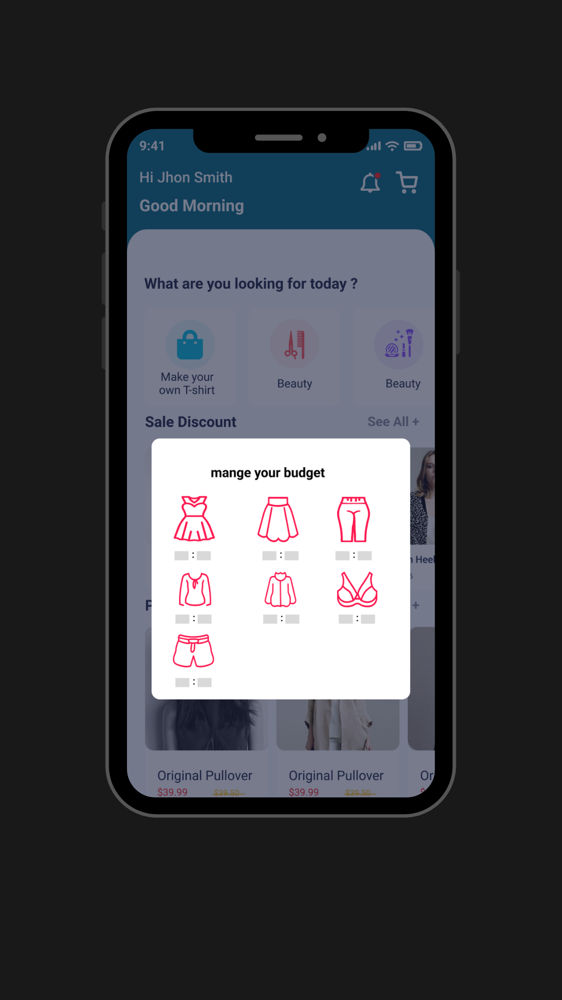 9:41
Hi Jhon Smith
Good Morning
What are you looking for today ?
Make your
own T-shirt
Beauty
Beauty
Sale Discount
See All +
mange your budget
:
:
:
:
:
:
:
+
Original Pullover
Original Pullover
$39.99
$39.50
$39.99
$39.50